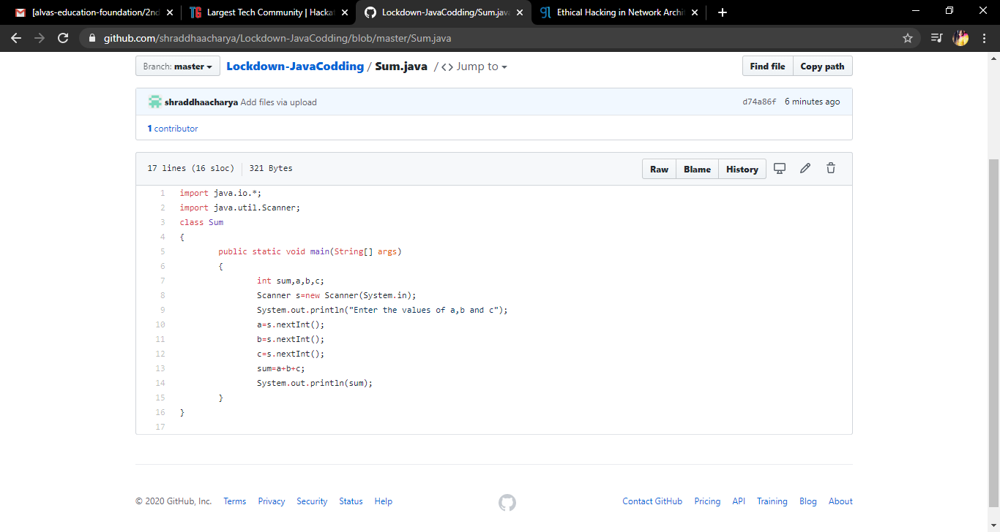 [alvas-education-foundation/2nd
Largest Tech Community | Hackat
Lockdown-JavaCodding/Sum.java
Ethical Hacking in Network Archit
github.com/shraddhaacharya/Lockdown-JavaCodding/blob/master/Sum.java
Branch: master Lockdown-JavaCodding / Sum.java / <> Jump to
Find file Copy path
shraddhaacharya Add files via upload
d74a86f 6 minutes ago
1 contributor
17 lines (16 sloc) 321 Bytes
Raw Blame History
1 import java.io.*;
2 import java.util.Scanner;
3 class Sum
4 {
5 public static void main(String[] args)
6 {
7 int sum,a,b,c;
8 Scanner s=new Scanner(System.in);
9 System.out.println("Enter the values of a,b and c");
10 a=s.nextInt();
11 b=s.nextInt();
12 c=s.nextInt();
13 sum=a+b+c;
14 System.out.println(sum);
15 }
16 }
17
© 2020 GitHub, Inc. Terms Privacy Security Status Help
Contact GitHub Pricing API Training Blog About